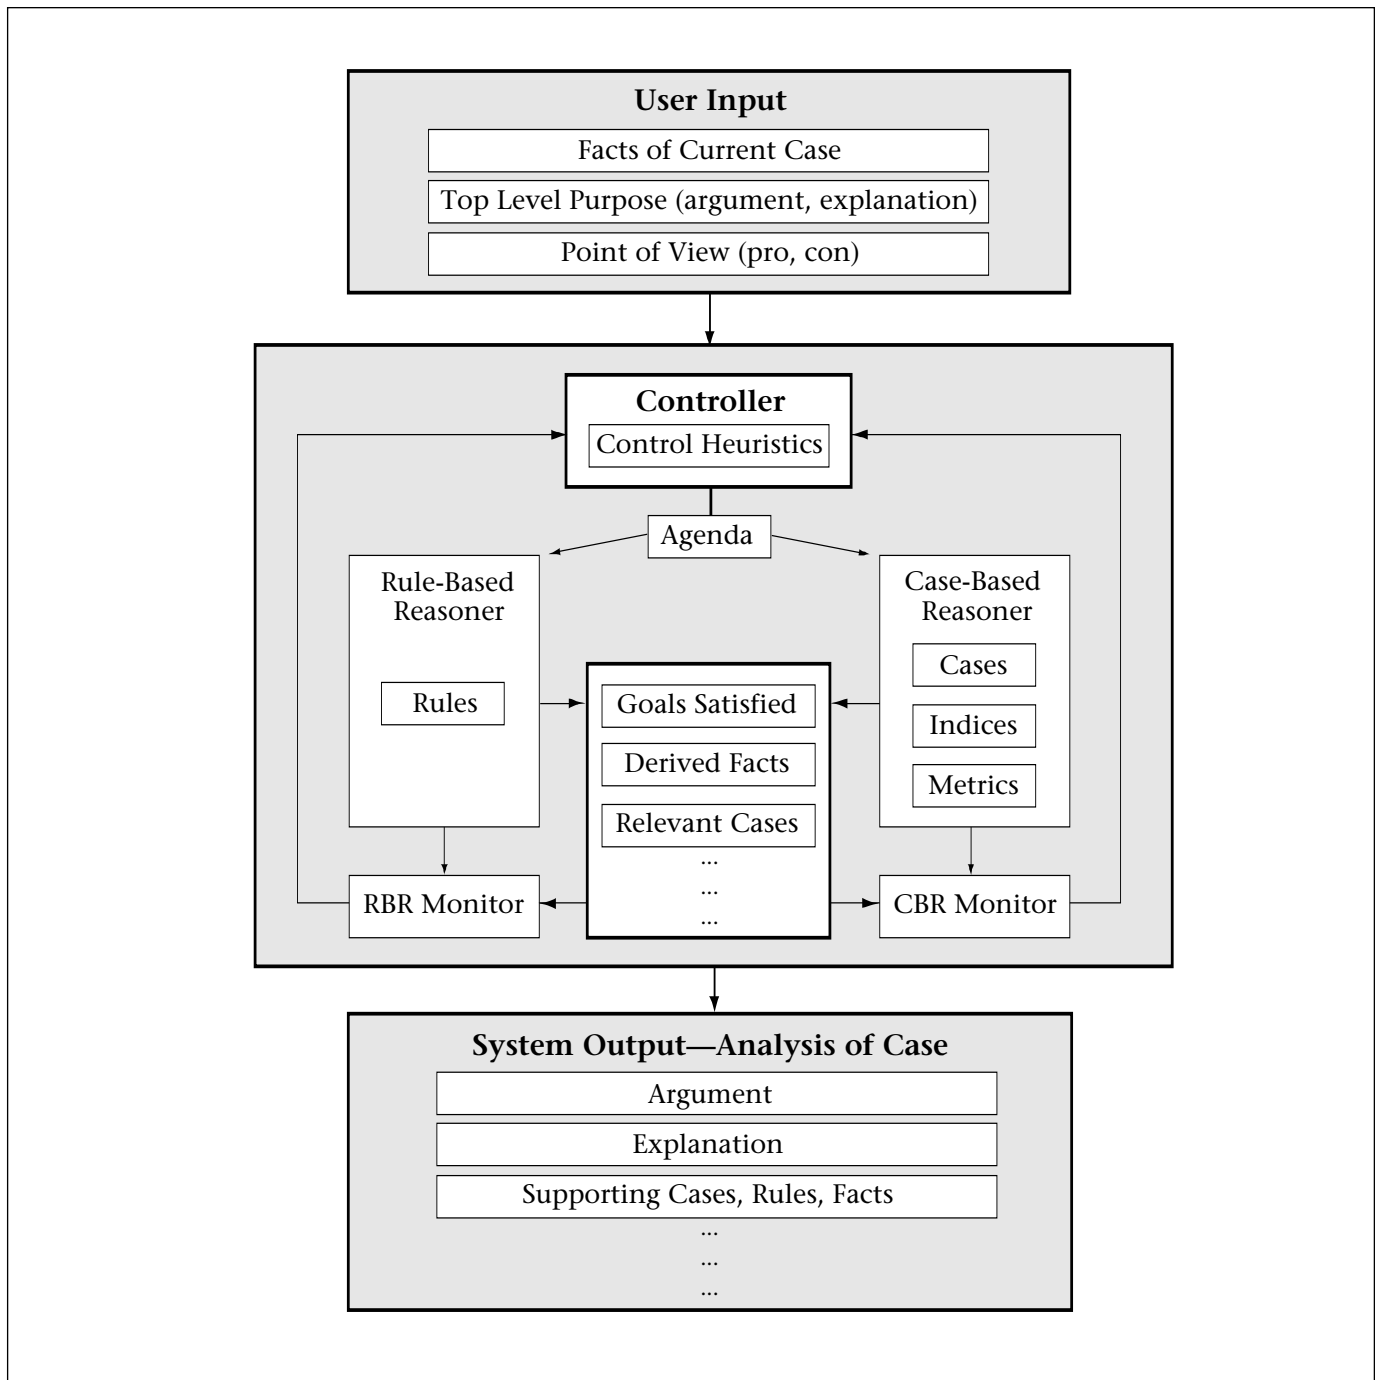 User Input
Facts of Current Case
Top Level Purpose (argument, explanation)
Point of View (pro, con)
Controller
Control Heuristics
Agenda
Rule-Based
Reasoner
Rules
Case-Based
Reasoner
Cases
Indices
Metrics
Goals Satisfied
Derived Facts
Relevant Cases
...
...
...
RBR Monitor
CBR Monitor
System Output—Analysis of Case
Argument
Explanation
Supporting Cases, Rules, Facts
...
...
...